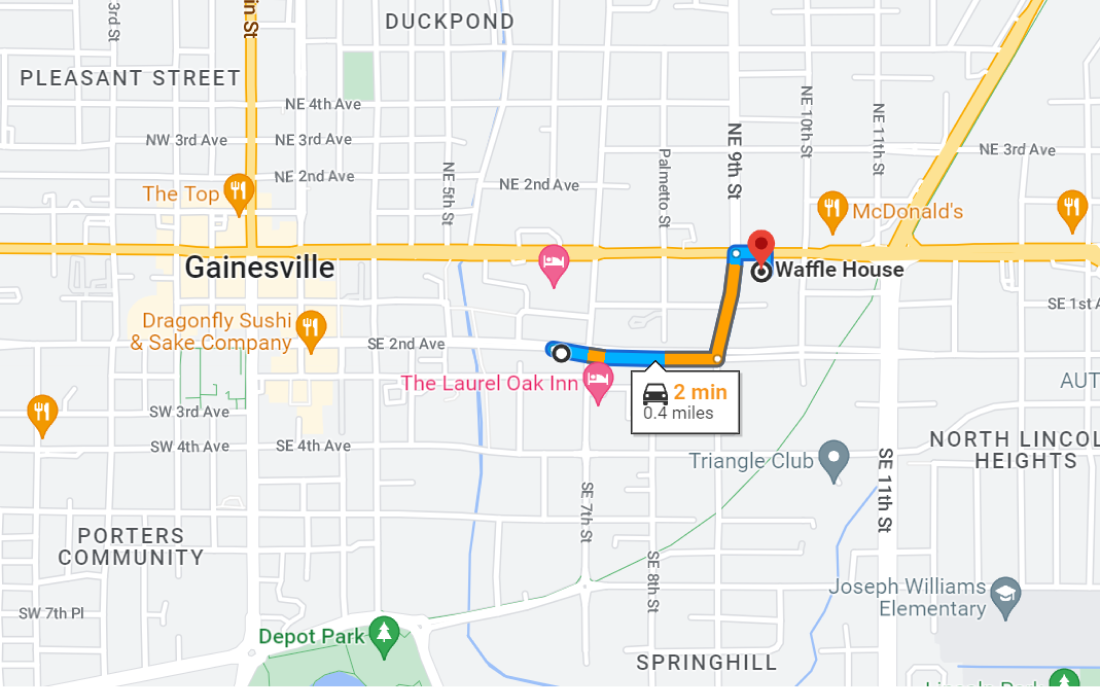 3rd St
in St
DUCKPOND
PLEASANT STREET
NE 4th Ave
NE 10th St
NE 11th St
NW 3rd Ave
NE 3rd Ave
NE 9th St
NE 3rd Ave
Palmetto St
NE 5th St
NE 2nd Ave
NE 2nd Ave
The Top
McDonald's
Gainesville
Waffle House
SE 1st A
Dragonfly Sushi
& Sake Company
SE 2nd Ave
The Laurel Oak Inn
2 min
0.4 miles
AUT
SW 3rd Ave
SW 4th Ave
SE 4th Ave
NORTH LINCOL
HEIGHTS
Triangle Club
SE 11th St
SE 7th St
PORTERS
COMMUNITY
SE 8th St
Joseph Williams
Elementary
SW 7th Pl
Depot Park
SPRINGHILL
Lincoln Park